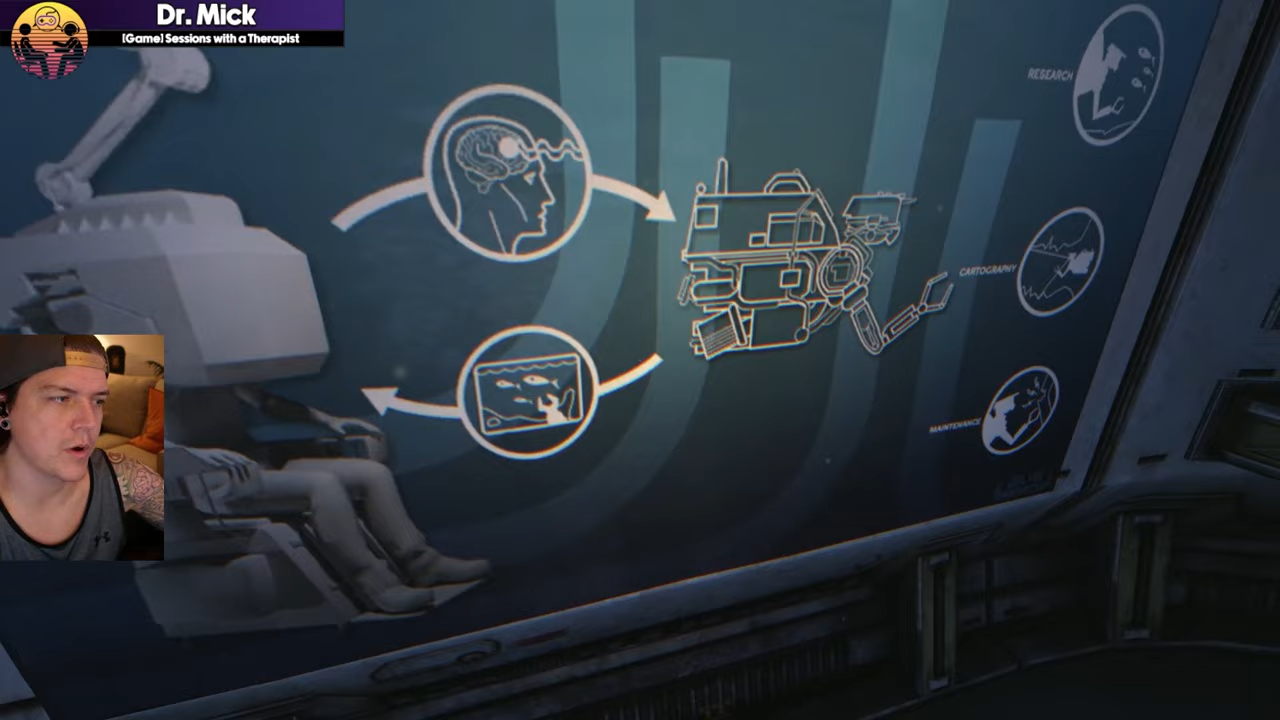 Dr. Mick
[Game] Sessions with a Therapist
RESEARCH
CARTOGRAPHY
MAINTENANCE